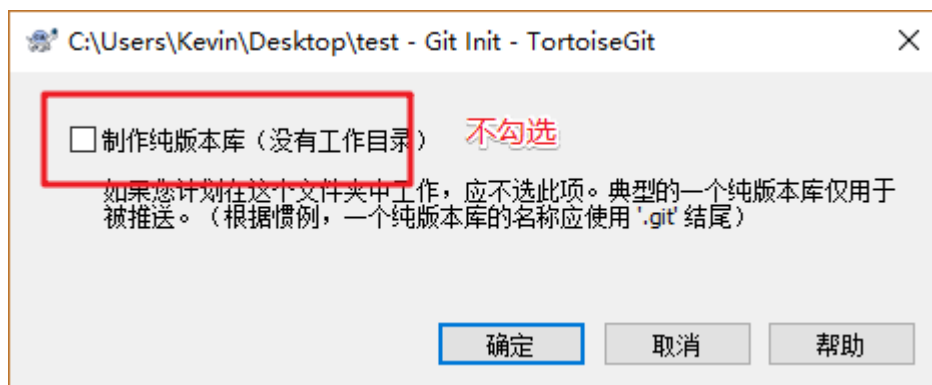 C:\Users\Kevin\Desktop\test - Git Init - TortoiseGit
制作纯版本库（没有工作目录） 不勾选
如果您计划在这个文件夹中工作，应不选此项。典型的一个纯版本库仅用于
被推送。（根据惯例，一个纯版本库的名称应使用 '.git' 结尾）
确定 取消 帮助